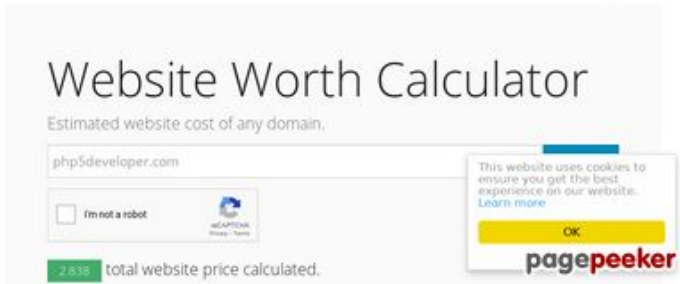 Website Worth Calculator
Estimated website cost of any domain.
php5developer.com
This website uses cookies to
ensure you get the best
experience on our website.
Learn more
OK
I'm not a robot
reCAPTCHA
Privacy - Terms
2.838 total website price calculated.
pagepeeker